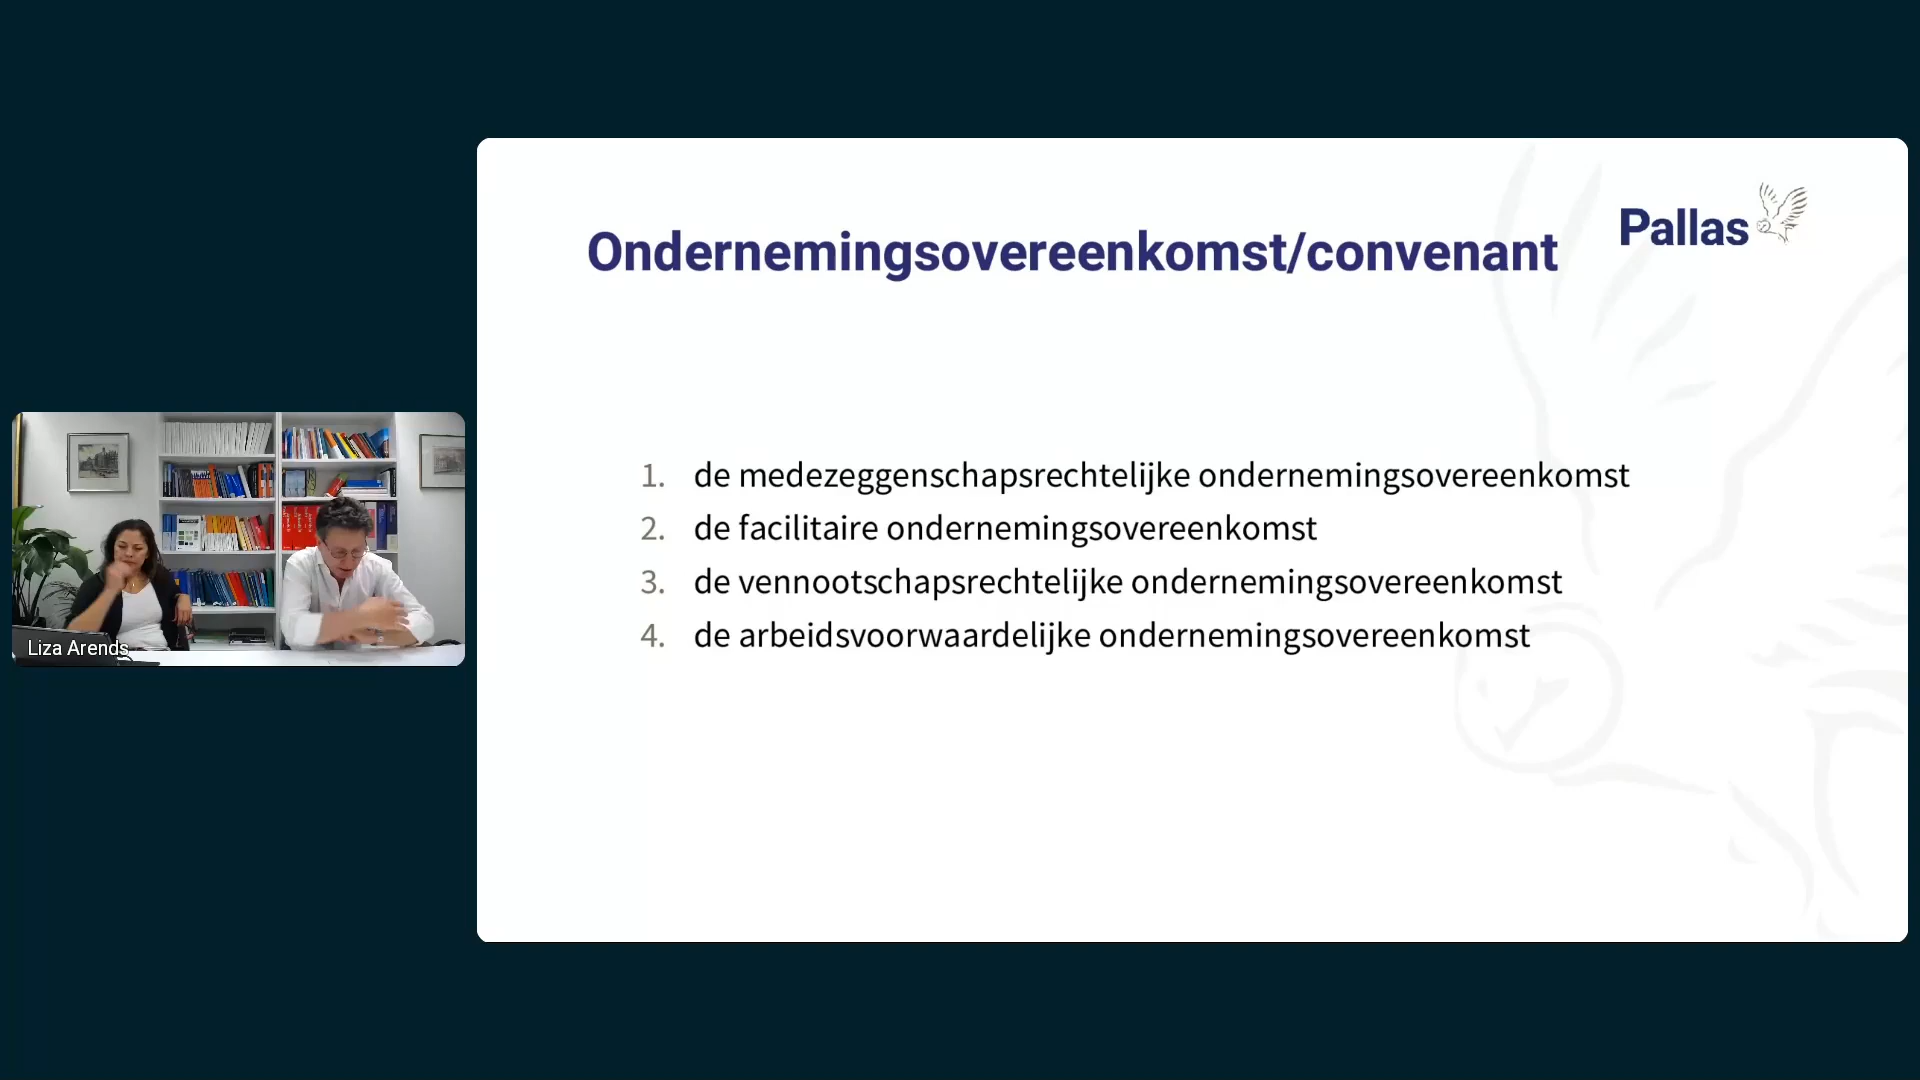 Pallas
Ondernemingsovereenkomst/convenant
1. de medezeggenschapsrechtelijke ondernemingsovereenkomst
2. de facilitaire ondernemingsovereenkomst
3. de vennootschapsrechtelijke ondernemingsovereenkomst
4. de arbeidsvoorwaardelijke ondernemingsovereenkomst
Liza Arends